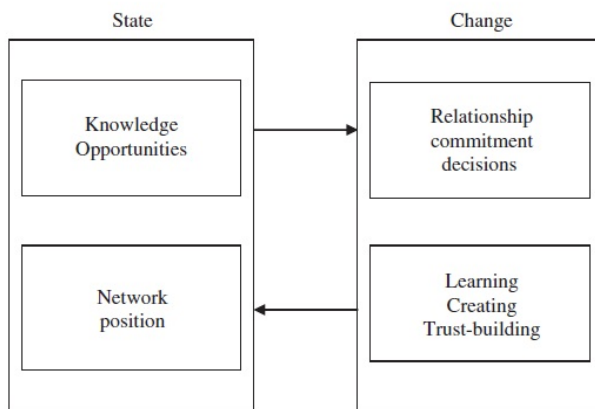 State
Change
Knowledge
Opportunities
Relationship
commitment
decisions
Network
position
Learning
Creating
Trust-building